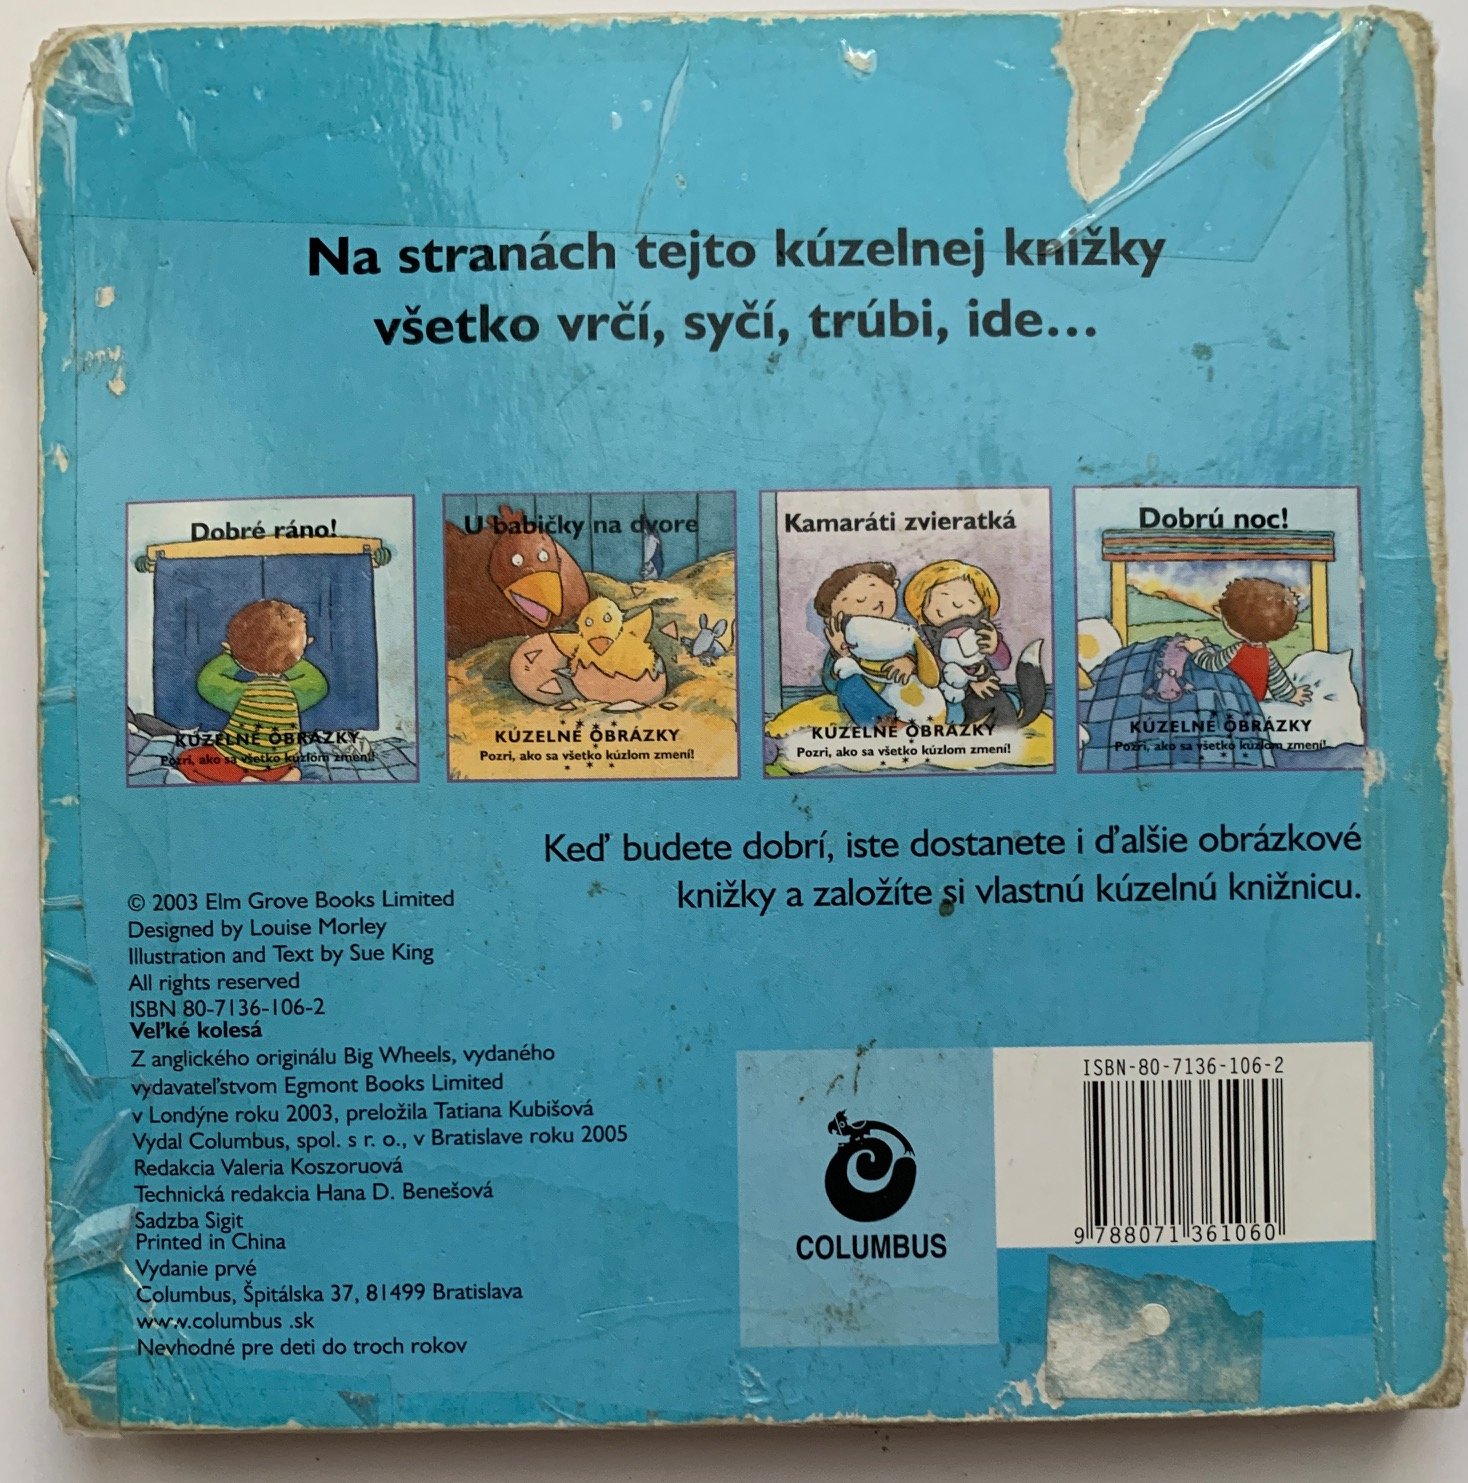 Na stranách tejto kúzelnej knižky
všetko vrčí, syčí, trúbi, ide...
Dobré ráno!
KÚZELNÉ OBRÁZKY
Pozri, ako sa všetko kúzlom zmení!
U babičky na dvore
KÚZELNÉ OBRÁZKY
Pozri, ako sa všetko kúzlom zmení!
Kamaráti zvieratká
KÚZELNÉ OBRÁZKY
Pozri, ako sa všetko kúzlom zmení!
Dobrú noc!
KÚZELNÉ OBRÁZKY
Pozri, ako sa všetko kúzlom zmení!
Keď budete dobrí, iste dostanete i ďalšie obrázkové
knižky a založíte si vlastnú kúzelnú knižnicu.
© 2003 Elm Grove Books Limited
Designed by Louise Morley
Illustration and Text by Sue King
All rights reserved
ISBN 80-7136-106-2
Veľké kolesá
Z anglického originálu Big Wheels, vydaného
vydavateľstvom Egmont Books Limited
v Londýne roku 2003, preložila Tatiana Kubišová
Vydal Columbus, spol. s r. o., v Bratislave roku 2005
Redakcia Valeria Koszoruová
Technická redakcia Hana D. Benešová
Sadzba Sigit
Printed in China
Vydanie prvé
Columbus, Špitálska 37, 81499 Bratislava
www.columbus .sk
Nevhodné pre deti do troch rokov
COLUMBUS
ISBN-80-7136-106-2
9 788071 361060